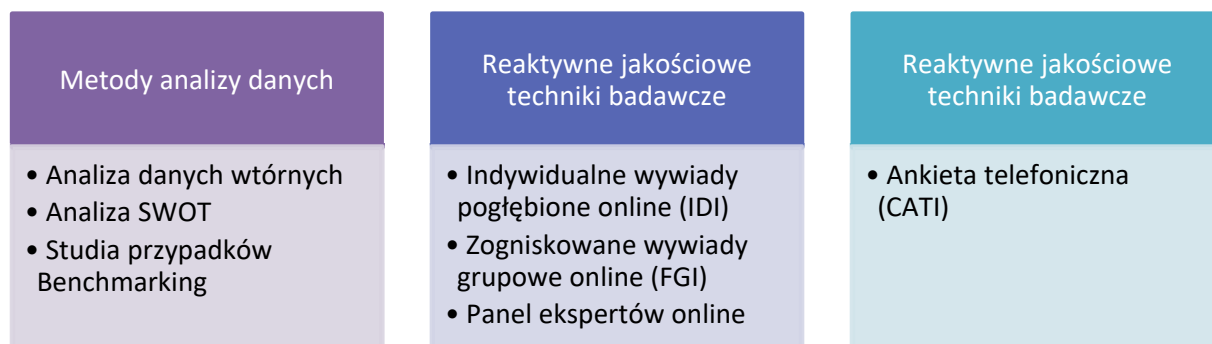 Metody analizy danych
• Analiza danych wtórnych
• Analiza SWOT
• Studia przypadków
Benchmarking
Reaktywne jakościowe
techniki badawcze
• Indywidualne wywiady
pogłębione online (IDI)
• Zogniskowane wywiady
grupowe online (FGI)
• Panel ekspertów online
Reaktywne jakościowe
techniki badawcze
• Ankieta telefoniczna
(CATI)